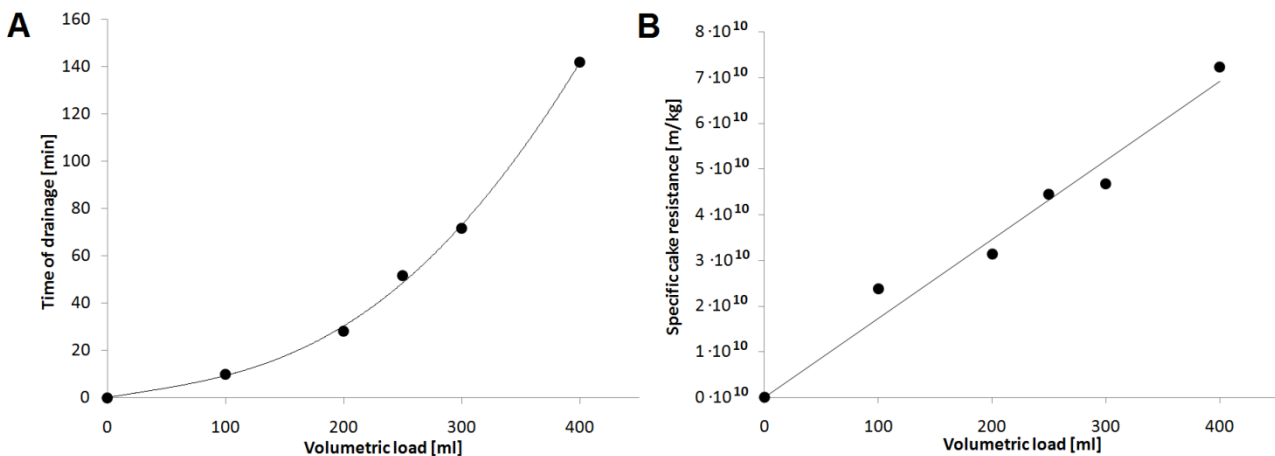 A
Time of drainage [min]
160
140
120
100
80
60
40
20
0
0 100 200 300 400
Volumetric load [ml]
B
Specific cake resistance [m/kg]
8·10¹⁰
7·10¹⁰
6·10¹⁰
5·10¹⁰
4·10¹⁰
3·10¹⁰
2·10¹⁰
1·10¹⁰
0·10¹⁰
0 100 200 300 400
Volumetric load [ml]